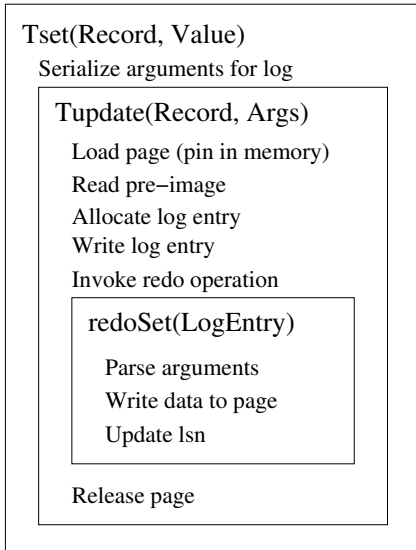 Tset(Record, Value)
Serialize arguments for log
Tupdate(Record, Args)
Load page (pin in memory)
Read pre−image
Allocate log entry
Write log entry
Invoke redo operation
redoSet(LogEntry)
Parse arguments
Write data to page
Update lsn
Release page